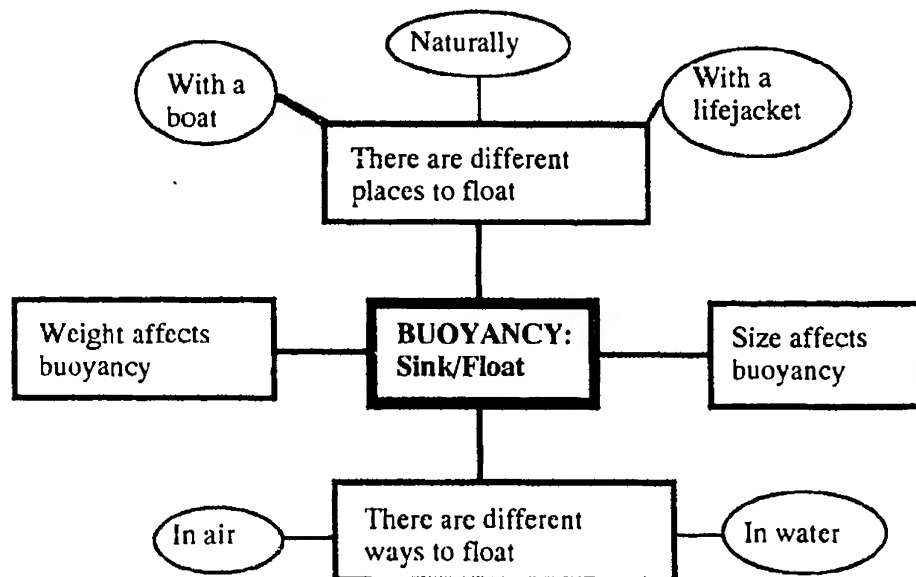 Naturally
With a
boat
With a
lifejacket
There are different
places to float
Weight affects
buoyancy
BUOYANCY:
Sink/Float
Size affects
buoyancy
In air
There are different
ways to float
In water